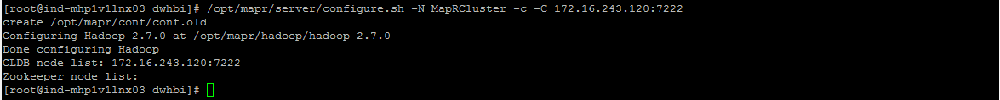 [root@ind-mhp1v1lnx03 dwhbi]# /opt/mapr/server/configure.sh -N MapRCluster -c -C 172.16.243.120:7222
create /opt/mapr/conf/conf.old
Configuring Hadoop-2.7.0 at /opt/mapr/hadoop/hadoop-2.7.0
Done configuring Hadoop
CLDB node list: 172.16.243.120:7222
Zookeeper node list:
[root@ind-mhp1v1lnx03 dwhbi]#